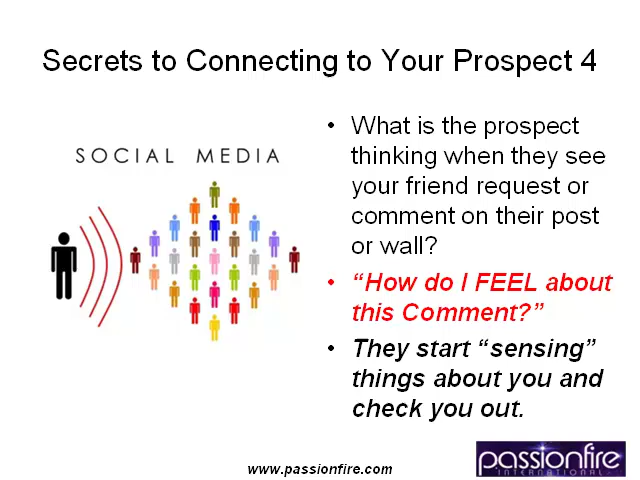 Secrets to Connecting to Your Prospect 4
SOCIAL MEDIA
• What is the prospect
thinking when they see
your friend request or
comment on their post
or wall?
• “How do I FEEL about
this Comment?”
• They start “sensing”
things about you and
check you out.
www.passionfire.com
passionfire
INTERNATIONAL